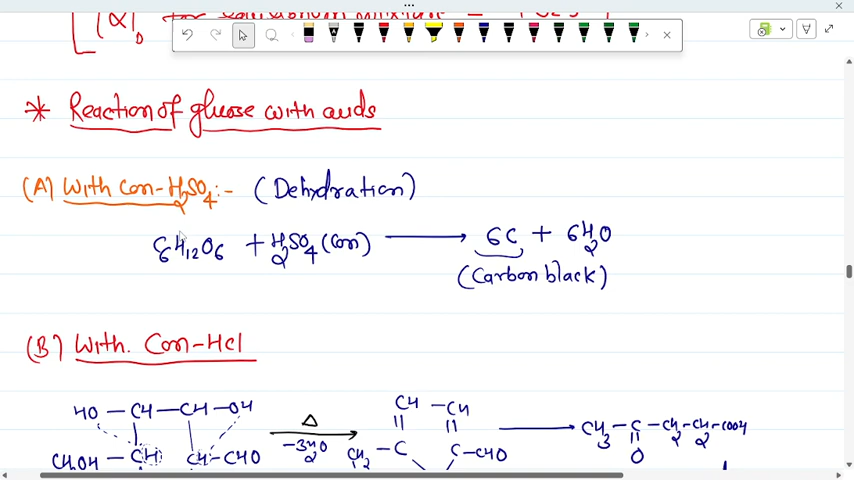 * Reaction of glucose with acids
(A) With Con-H2SO4:- (Dehydration)
C6H12O6 + H2SO4 (Con) → 6C + 6H2O
(Carbon black)
(B) With. Con-HCl
HO — CH — CH — OH
Δ
-3H2O
CH — CH
CH3 — C — CH2 — CH2 — COOH
CH2 — C
C — CHO
O
CHOH
CH
CH — CHO